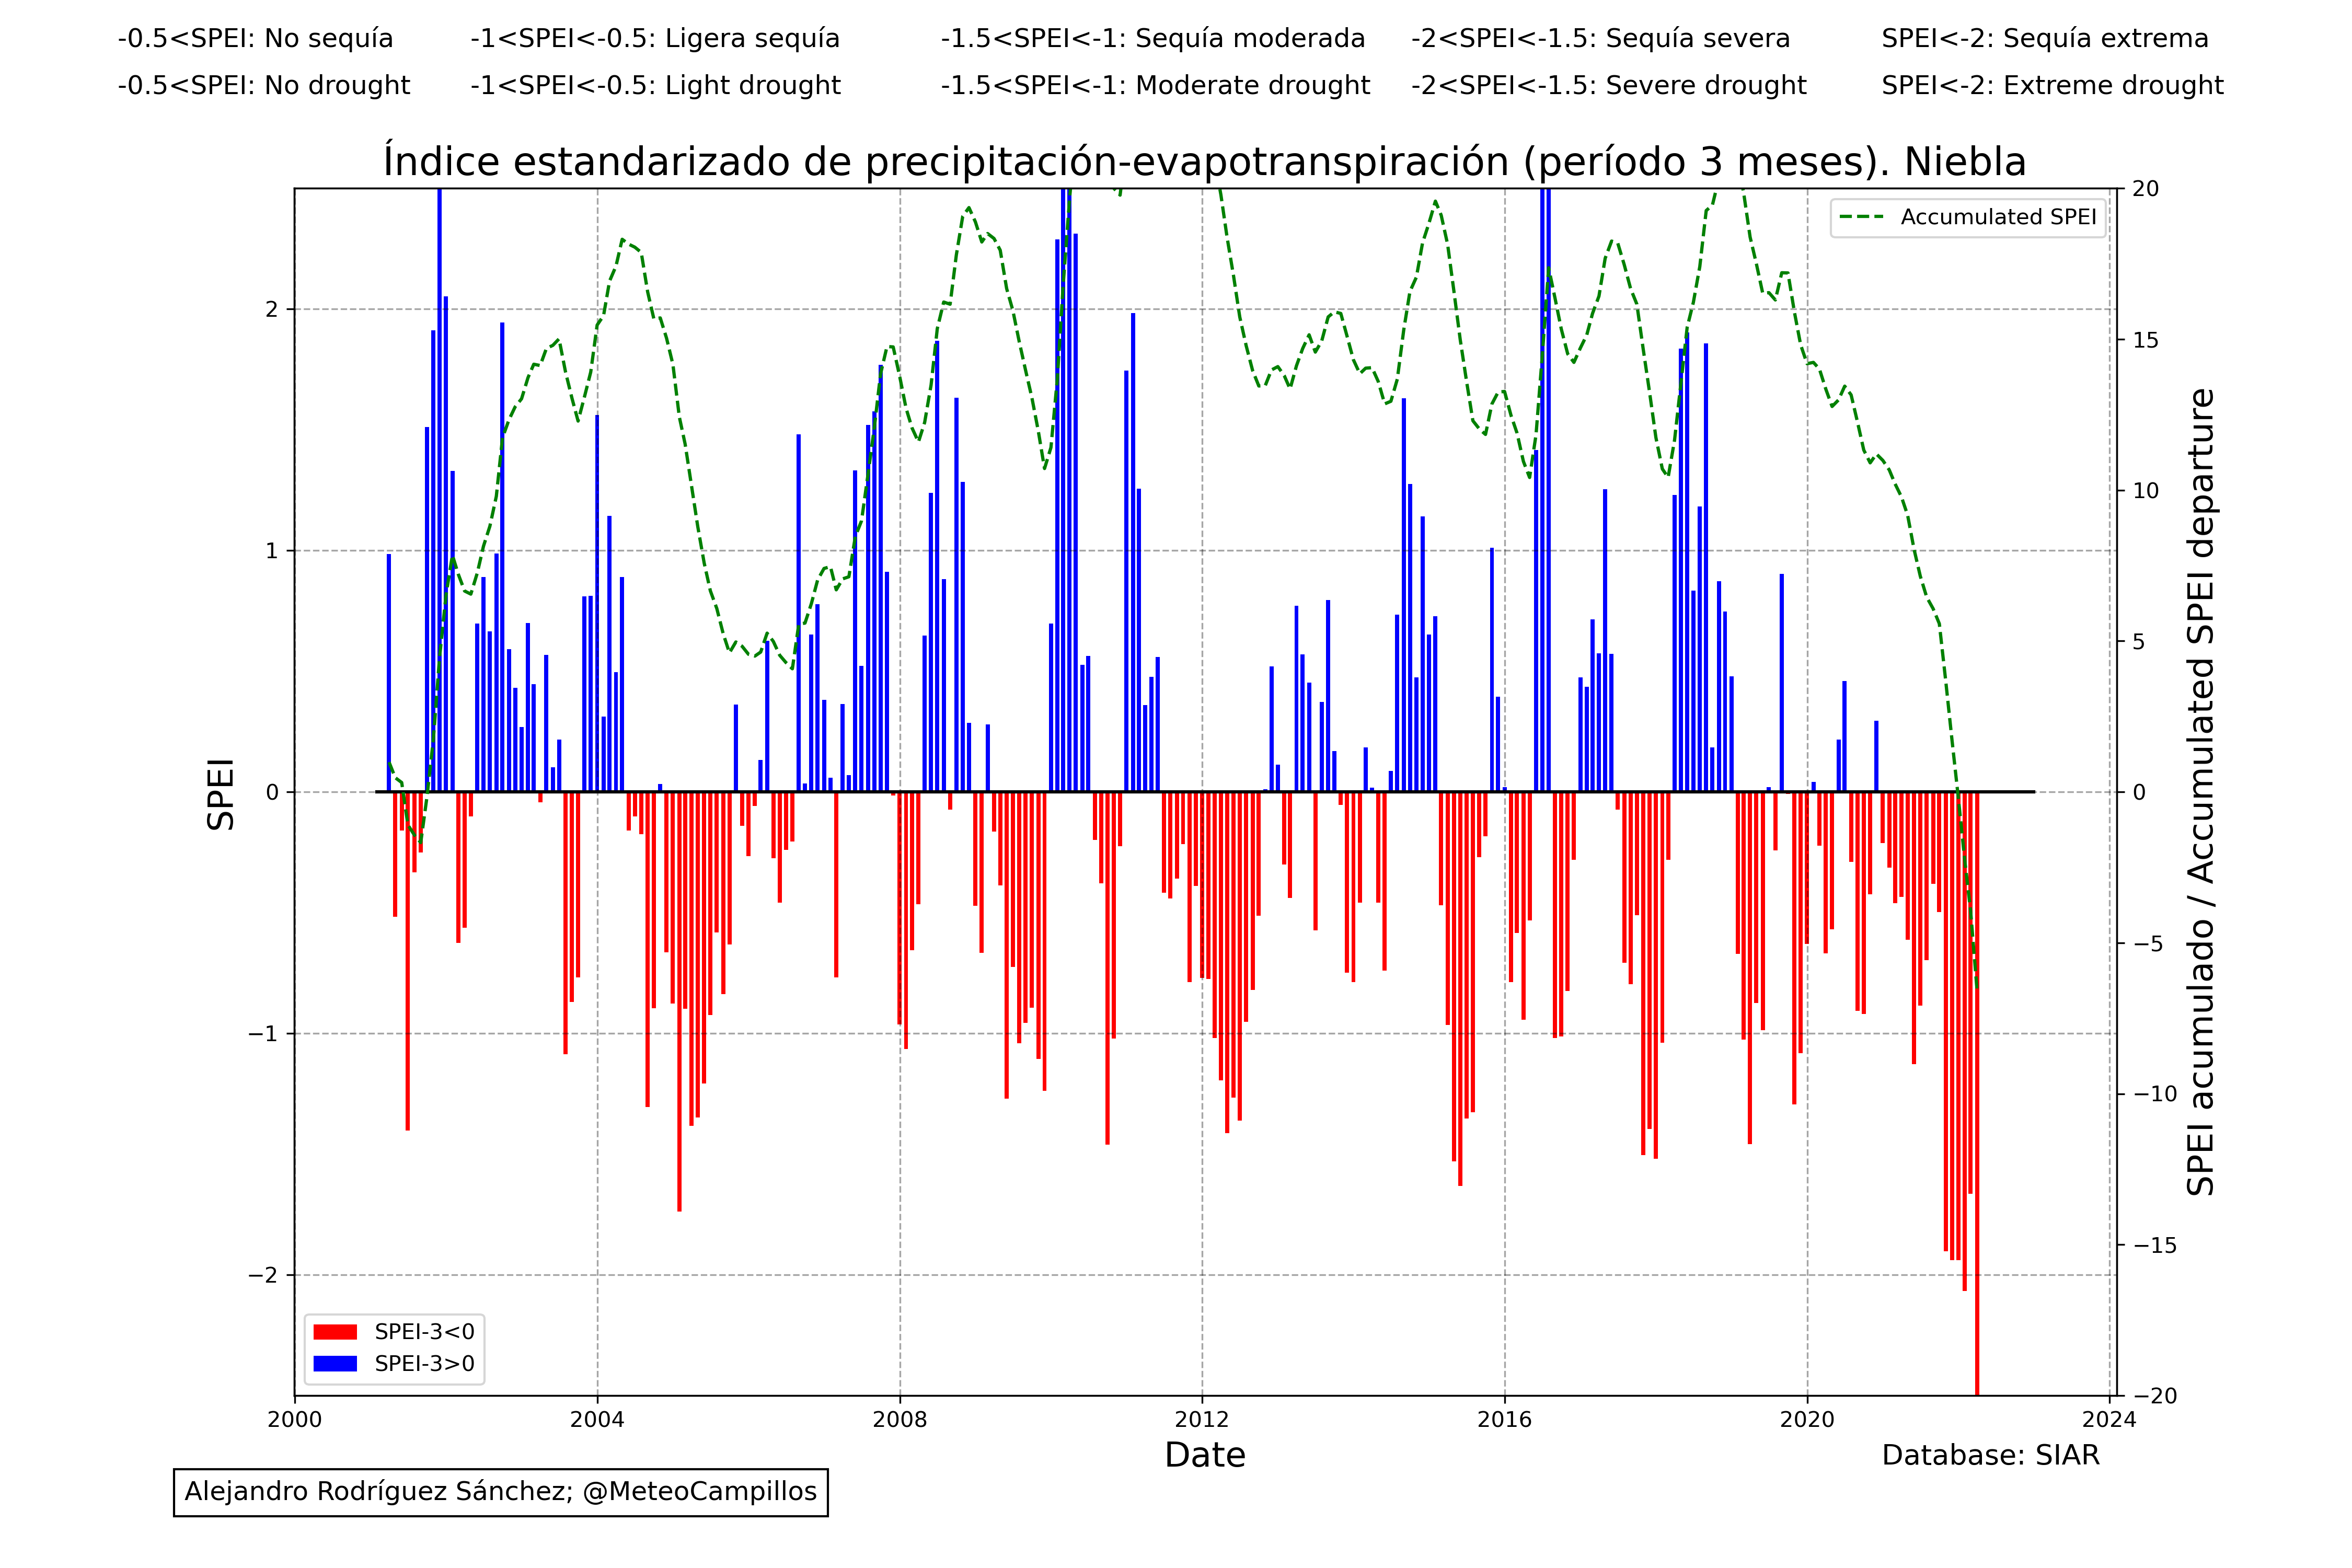 -0.5<SPEI: No sequía
-1<SPEI<-0.5: Ligera sequía
-1.5<SPEI<-1: Sequía moderada
-2<SPEI<-1.5: Sequía severa
SPEI<-2: Sequía extrema
-0.5<SPEI: No drought
-1<SPEI<-0.5: Light drought
-1.5<SPEI<-1: Moderate drought
-2<SPEI<-1.5: Severe drought
SPEI<-2: Extreme drought
Índice estandarizado de precipitación-evapotranspiración (período 3 meses). Niebla
Accumulated SPEI
SPEI
2
1
0
−1
−2
20
15
10
5
0
−5
−10
−15
−20
SPEI acumulado / Accumulated SPEI departure
SPEI-3<0
SPEI-3>0
2000
2004
2008
2012
2016
2020
2024
Date
Database: SIAR
Alejandro Rodríguez Sánchez; @MeteoCampillos